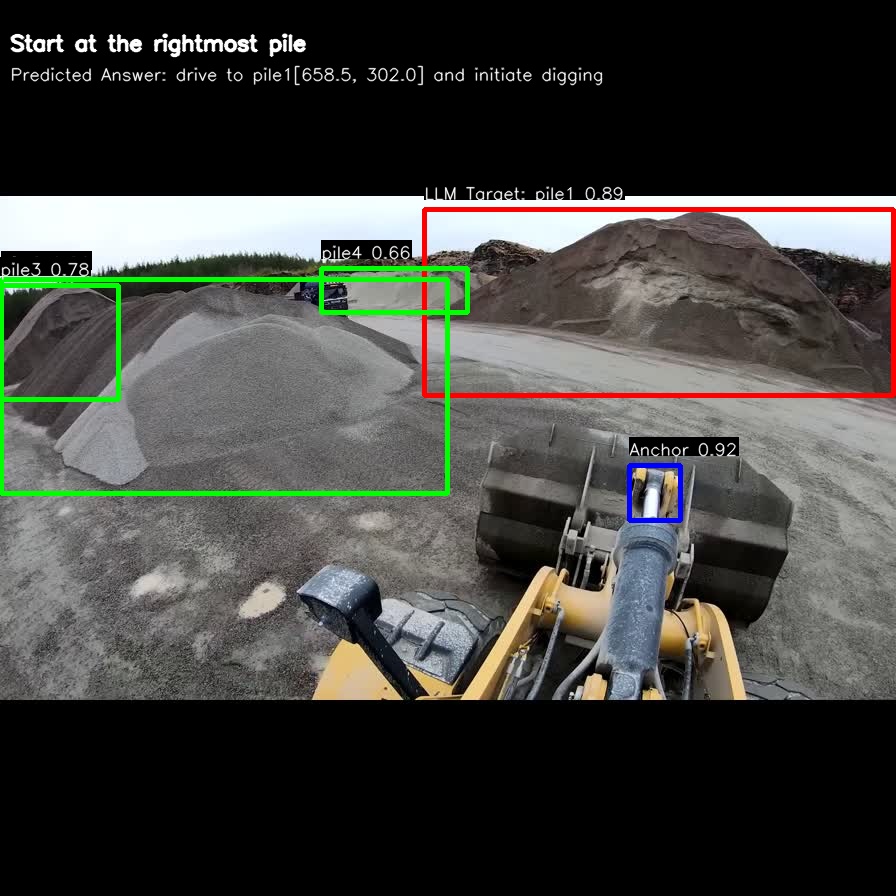 Start at the rightmost pile
Predicted Answer: drive to pile1[658.5, 302.0] and initiate digging
LLM Target: pile1 0.89
pile4 0.66
pile3 0.78
Anchor 0.92